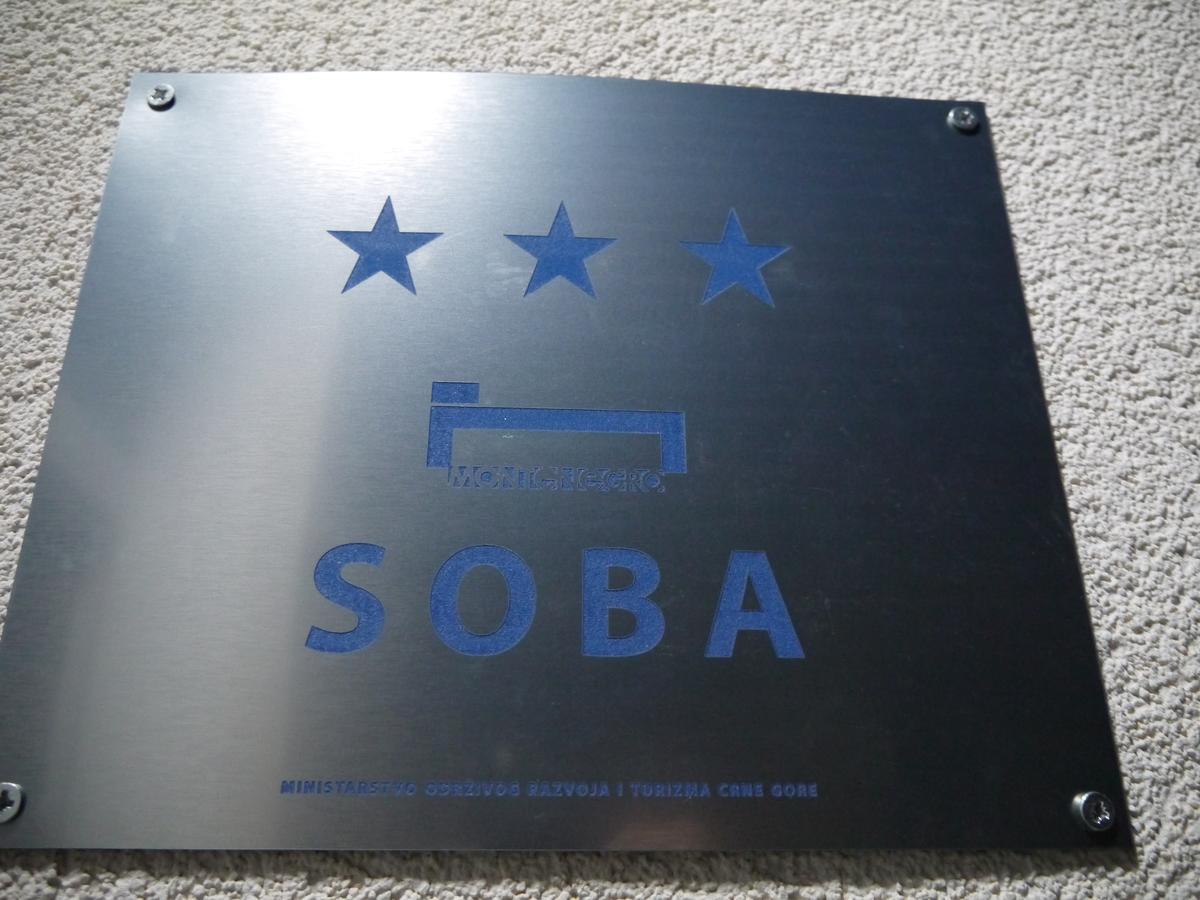 MONTENEGRO
SOBA
MINISTARSTVO ODRŽIVOG RAZVOJA I TURIZMA CRNE GORE